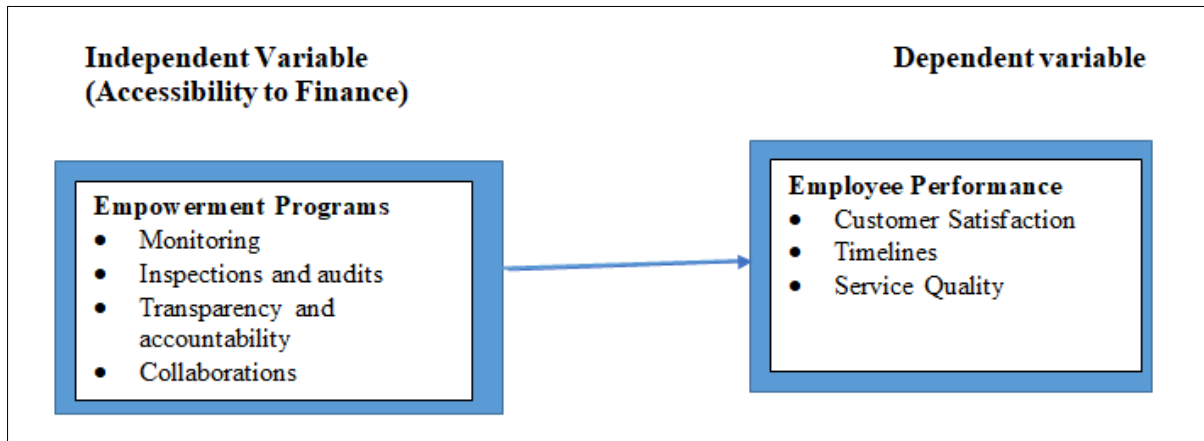 Independent Variable
(Accessibility to Finance)
Dependent variable
Empowerment Programs
• Monitoring
• Inspections and audits
• Transparency and
accountability
• Collaborations
Employee Performance
• Customer Satisfaction
• Timelines
• Service Quality